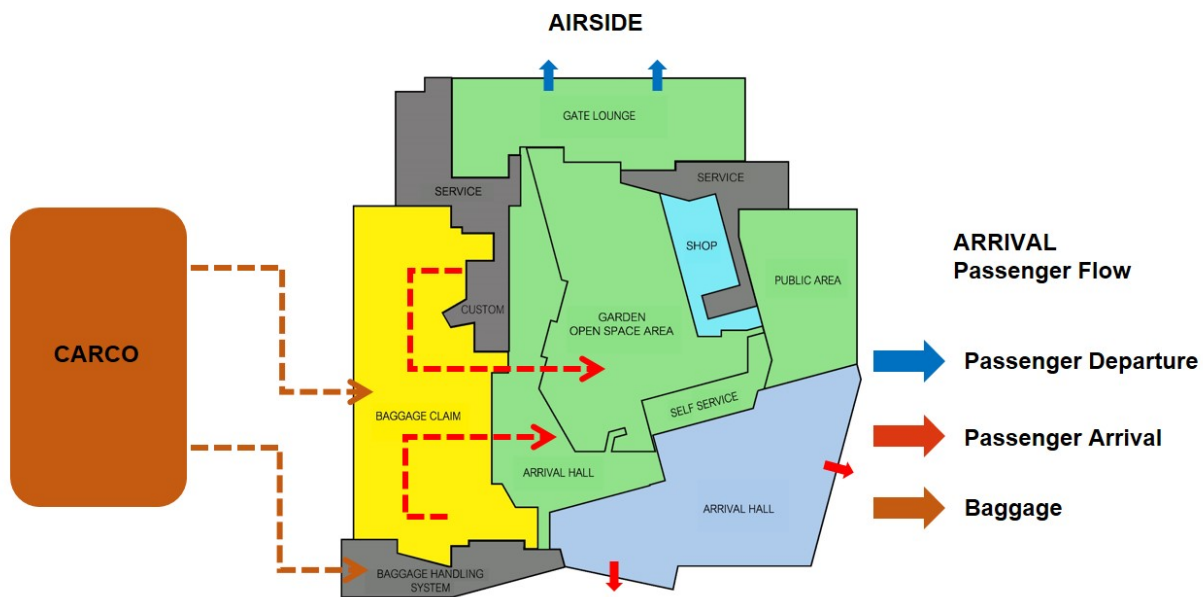 AIRSIDE
GATE LOUNGE
SERVICE
SERVICE
SHOP
PUBLIC AREA
CUSTOM
GARDEN
OPEN SPACE AREA
CARCO
BAGGAGE CLAIM
SELF SERVICE
ARRIVAL HALL
ARRIVAL HALL
BAGGAGE HANDLING
SYSTEM
ARRIVAL
Passenger Flow
Passenger Departure
Passenger Arrival
Baggage